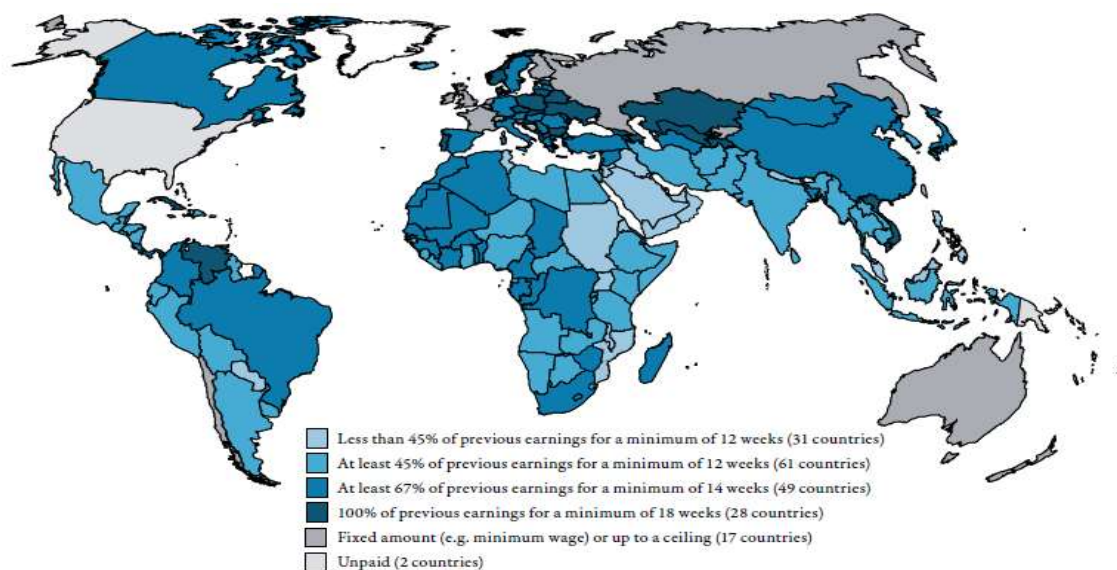 Less than 45% of previous earnings for a minimum of 12 weeks (31 countries)
At least 45% of previous earnings for a minimum of 12 weeks (61 countries)
At least 67% of previous earnings for a minimum of 14 weeks (49 countries)
100% of previous earnings for a minimum of 18 weeks (28 countries)
Fixed amount (e.g. minimum wage) or up to a ceiling (17 countries)
Unpaid (2 countries)